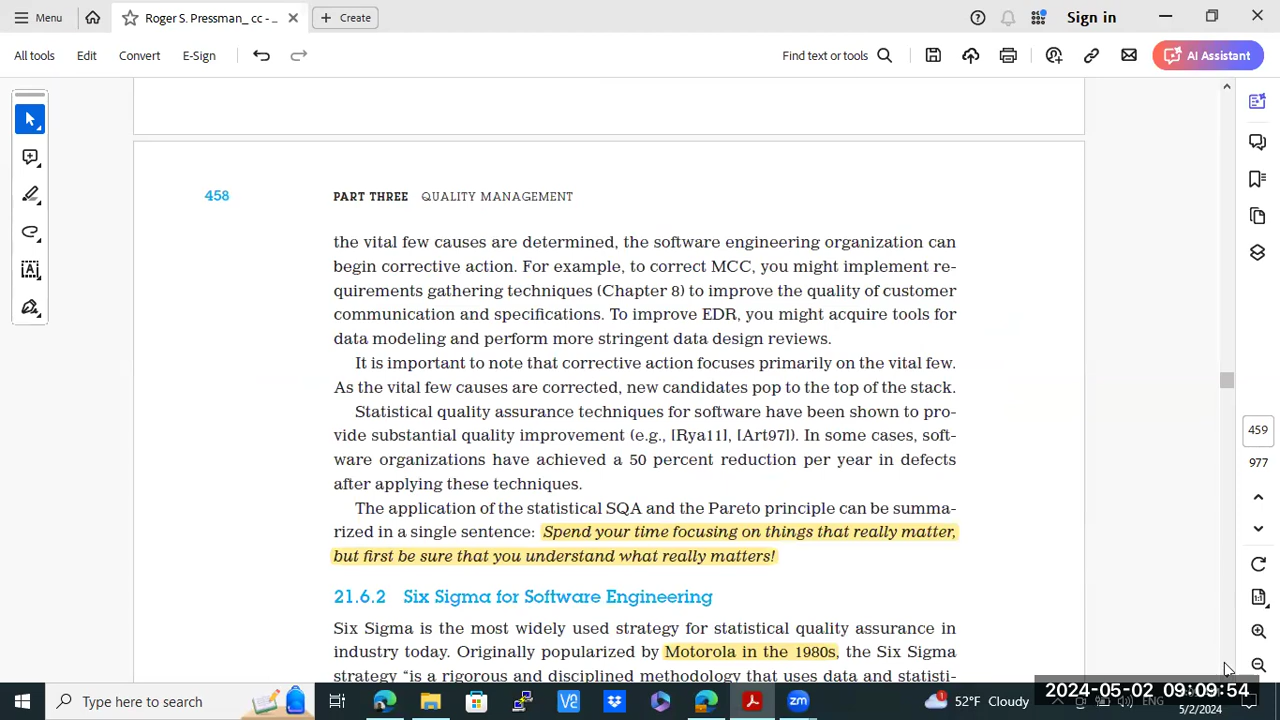 Menu
Roger S. Pressman_ cc - ...
Create
Sign in
All tools
Edit
Convert
E-Sign
Find text or tools
AI Assistant
458
PART THREE QUALITY MANAGEMENT
the vital few causes are determined, the software engineering organization can
begin corrective action. For example, to correct MCC, you might implement re-
quirements gathering techniques (Chapter 8) to improve the quality of customer
communication and specifications. To improve EDR, you might acquire tools for
data modeling and perform more stringent data design reviews.
It is important to note that corrective action focuses primarily on the vital few.
As the vital few causes are corrected, new candidates pop to the top of the stack.
Statistical quality assurance techniques for software have been shown to pro-
vide substantial quality improvement (e.g., [Rya11], [Art97]). In some cases, soft-
ware organizations have achieved a 50 percent reduction per year in defects
after applying these techniques.
The application of the statistical SQA and the Pareto principle can be summa-
rized in a single sentence: Spend your time focusing on things that really matter,
but first be sure that you understand what really matters!
21.6.2 Six Sigma for Software Engineering
Six Sigma is the most widely used strategy for statistical quality assurance in
industry today. Originally popularized by Motorola in the 1980s, the Six Sigma
strategy "is a rigorous and disciplined methodology that uses data and statisti-
459
977
Type here to search
52°F Cloudy
2024-05-02 09:09:54
5/2/2024